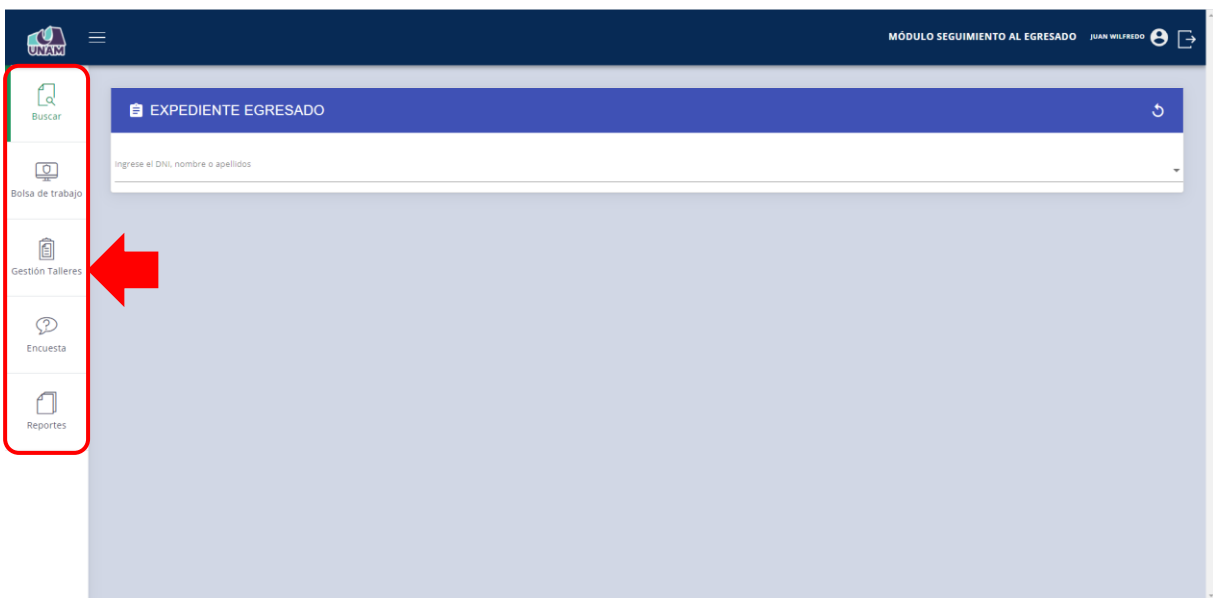 UNAM
MÓDULO SEGUIMIENTO AL EGRESADO JUAN WILFREDO
Buscar
EXPEDIENTE EGRESADO
Ingrese el DNI, nombre o apellidos
Bolsa de trabajo
Gestión Talleres
Encuesta
Reportes